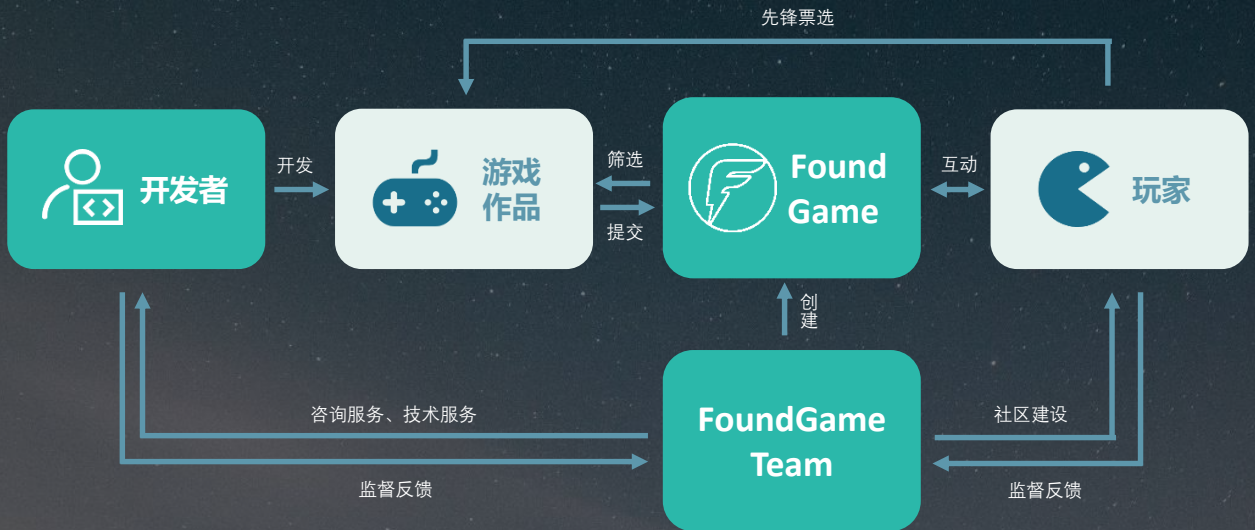 先锋票选
开发者
开发
游戏
作品
筛选
提交
Found
Game
互动
玩家
创
建
咨询服务、技术服务
FoundGame
Team
社区建设
监督反馈
监督反馈